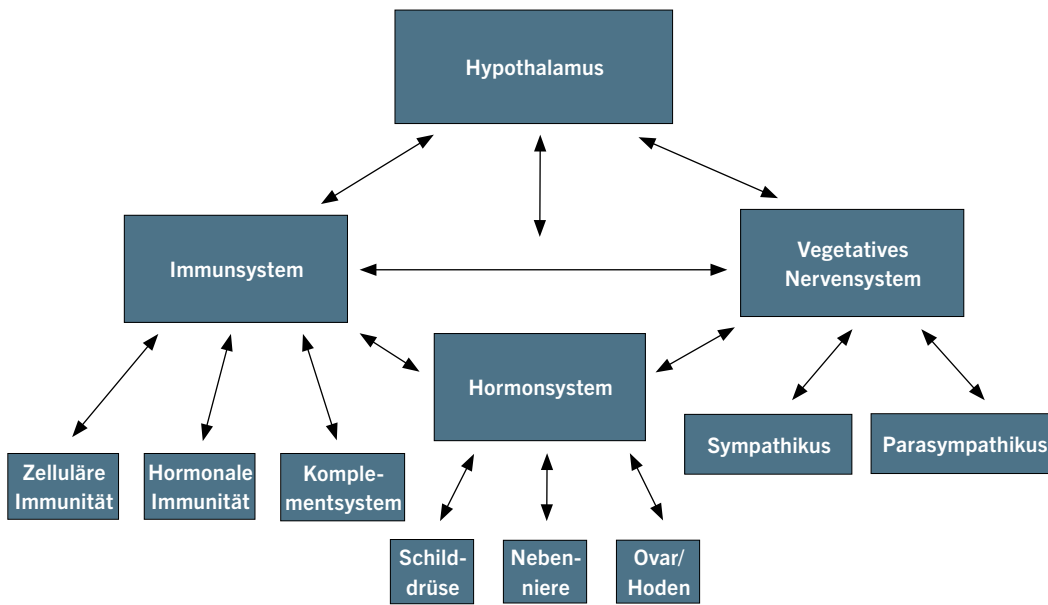 Hypothalamus
Immunsystem
Vegetatives
Nervensystem
Hormonsystem
Sympathikus
Parasympathikus
Zelluläre
Immunität
Hormonale
Immunität
Komple-
mentsystem
Schild-
drüse
Neben-
niere
Ovar/
Hoden